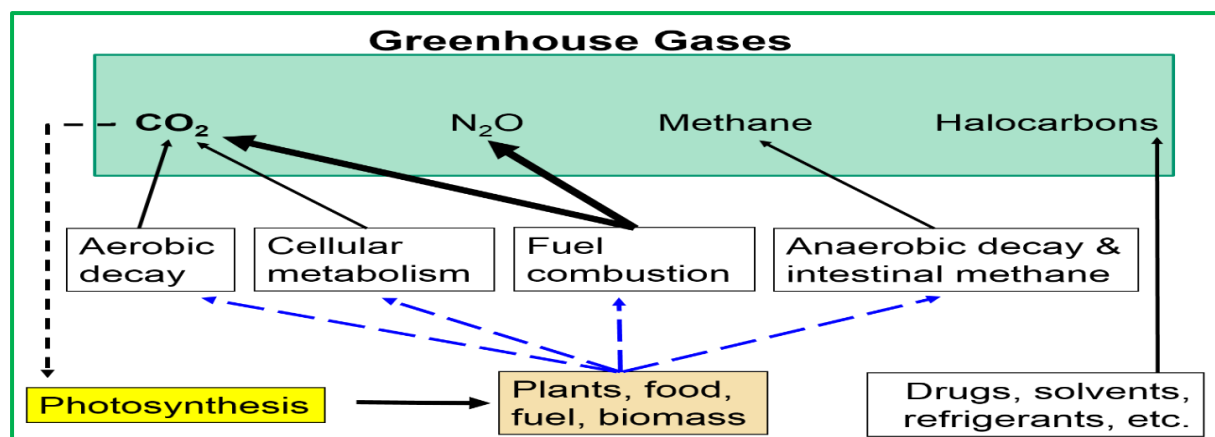 Greenhouse Gases
CO₂
N₂O
Methane
Halocarbons
Aerobic
decay
Cellular
metabolism
Fuel
combustion
Anaerobic decay &
intestinal methane
Photosynthesis
Plants, food,
fuel, biomass
Drugs, solvents,
refrigerants, etc.